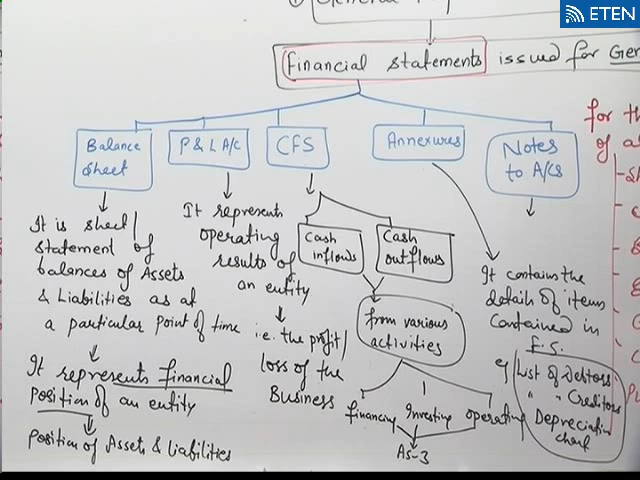 General
ETEN
Financial Statements issued for Gen
Balance Sheet
P & L A/c
CFS
Annexures
Notes to A/cs
for th
of a
It is sheet/
statement of
balances of Assets
& Liabilities as at
a particular point of time
It represents financial
position of an entity
position of Assets & Liabilities
It represents
operating
results of
an entity
i.e. the profit/
loss of the
Business
Cash inflows
Cash outflows
from various
activities
financing
Investing
operating
AS-3
It contains the
detail of items
contained in
F.S.
eg List of Debtors
" " Creditors
Depreciation
chart